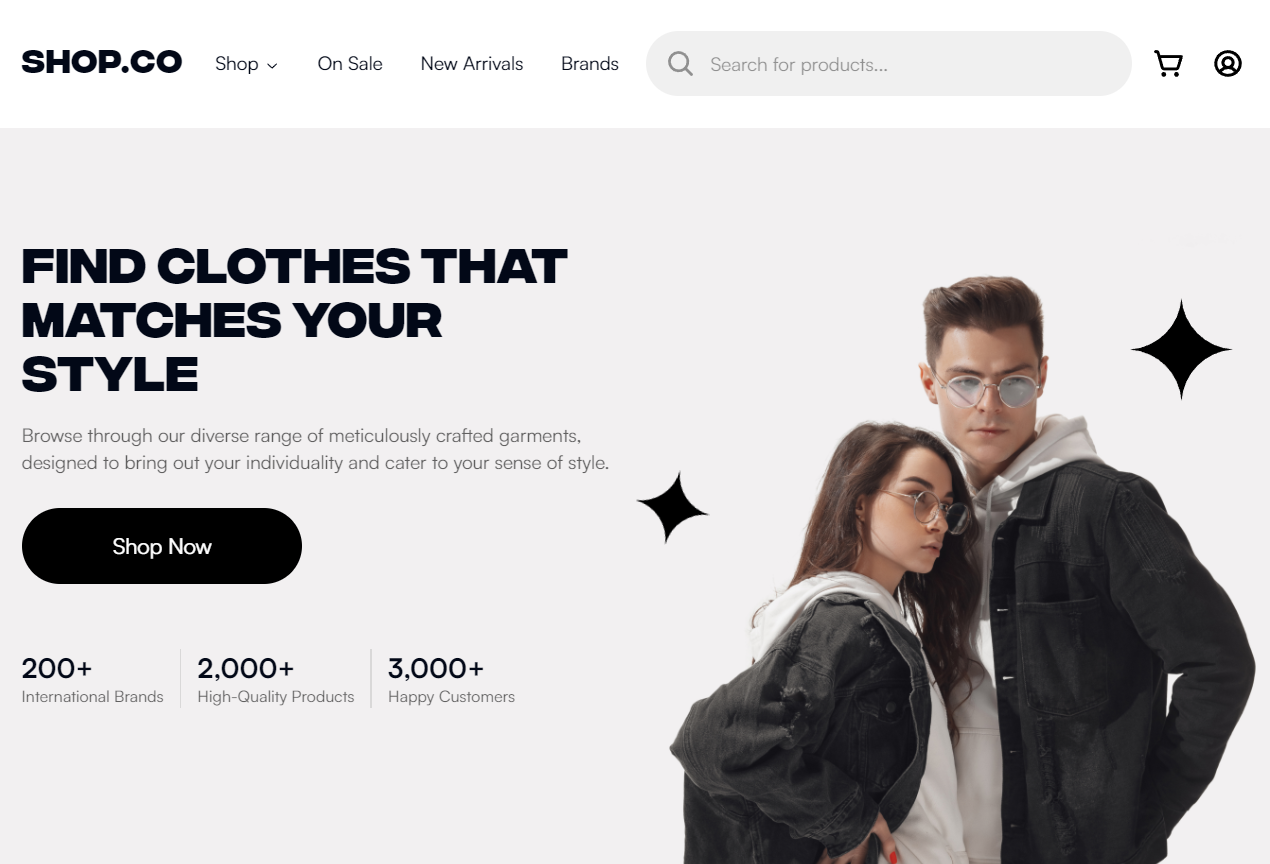 SHOP.CO
Shop
On Sale
New Arrivals
Brands
Search for products...
FIND CLOTHES THAT
MATCHES YOUR
STYLE
Browse through our diverse range of meticulously crafted garments,
designed to bring out your individuality and cater to your sense of style.
Shop Now
200+
International Brands
2,000+
High-Quality Products
3,000+
Happy Customers